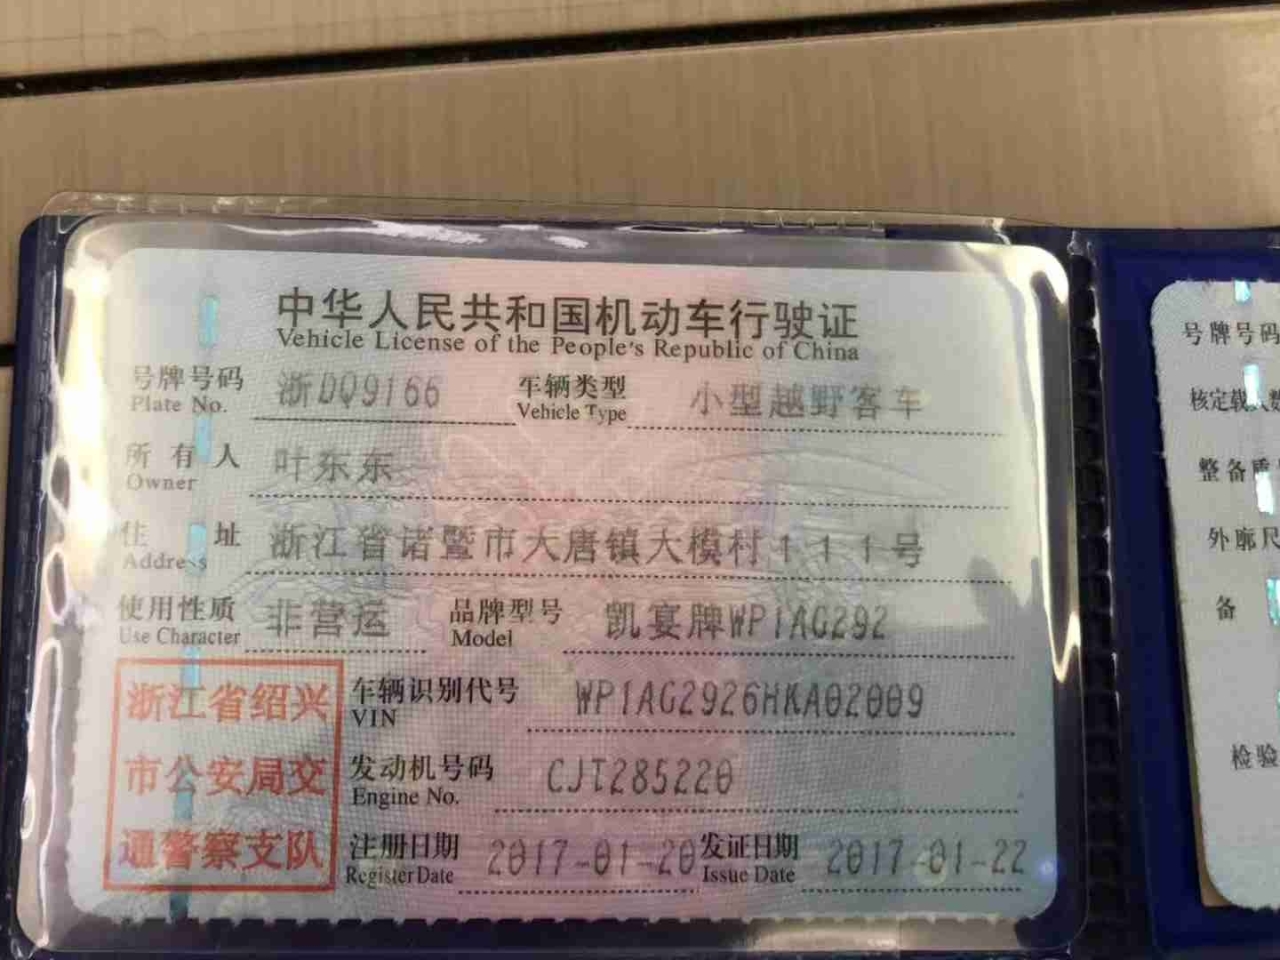 中华人民共和国机动车行驶证
Vehicle License of the People's Republic of China
号牌号码 浙DQ9166 车辆类型 小型越野客车
Plate No. Vehicle Type
所有人 叶东东
Owner
住址 浙江省诸暨市大唐镇大模村111号
Address
使用性质 非营运 品牌型号 凯宴牌WP1AG292
Use Character Model
浙江省绍兴
市公安局交
通警察支队
车辆识别代号 WP1AG2926HKA02009
VIN
发动机号码 CJT285220
Engine No.
注册日期 2017-01-20 发证日期 2017-01-22
Register Date Issue Date
号牌号码
核定载人数
整备质
外廓尺
备
检验